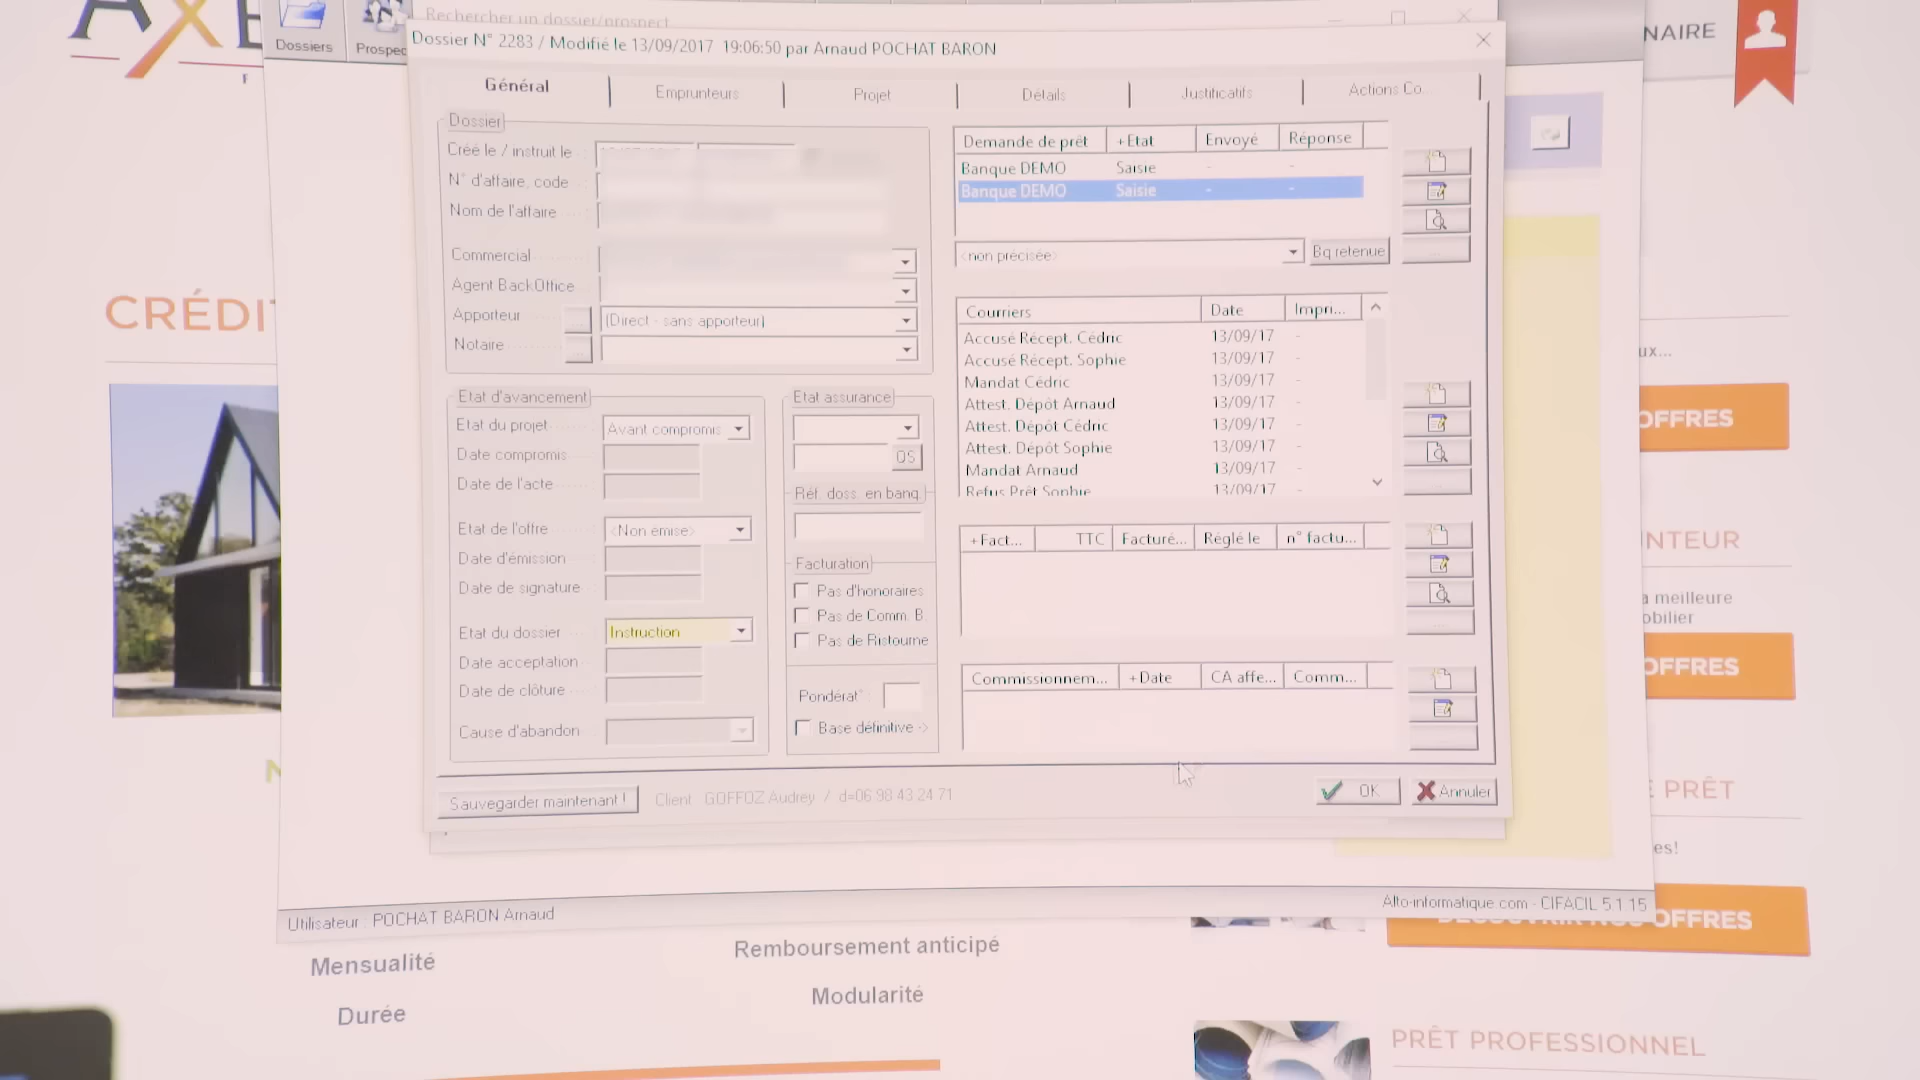 AXE
F
Dossiers
Prospec
Rechercher un dossier/prospect
NAIRE
Dossier N° 2283 / Modifié le 13/09/2017 19:06:50 par Arnaud POCHAT BARON
Général
Emprunteurs
Projet
Détails
Justificatifs
Actions Co...
Dossier
Créé le / instruit le
N° d'affaire, code
Nom de l'affaire
Commercial
Agent BackOffice
Apporteur
(Direct - sans apporteur)
Notaire
Demande de prêt +Etat Envoyé Réponse
Banque DEMO Saisie - -
Banque DEMO Saisie - -
<non précisée>
Bq retenue
Courriers Date Impri...
Accusé Récept. Cédric 13/09/17 -
Accusé Récept. Sophie 13/09/17 -
Mandat Cédric 13/09/17 -
Attest. Dépôt Arnaud 13/09/17 -
Attest. Dépôt Cédric 13/09/17 -
Attest. Dépôt Sophie 13/09/17 -
Mandat Arnaud 13/09/17 -
Refus Prêt Sophie 13/09/17 -
Etat d'avancement
Etat du projet
Avant compromis
Date compromis
Date de l'acte
Etat de l'offre
<Non émise>
Date d'émission
Date de signature
Etat du dossier
Instruction
Date acceptation
Date de clôture
Cause d'abandon
Etat assurance
OS
Réf. doss. en banq.
Facturation
Pas d'honoraires
Pas de Comm. B.
Pas de Ristourne
Pondérat°
Base définitive ->
+Fact... TTC Facturé... Réglé le n° factu...
Commissionnem... +Date CA affe... Comm...
Sauvegarder maintenant !
Client GOFFOZ Audrey / d=06 98 43 24 71
OK
Annuler
Utilisateur : POCHAT BARON Arnaud
Alto-informatique.com - CIFACIL 5.1.15
CRÉDIT
N
ux...
OFFRES
NTEUR
a meilleure
obilier
OFFRES
E PRÊT
es!
DÉCOUVRIR NOS OFFRES
Mensualité
Remboursement anticipé
Durée
Modularité
PRÊT PROFESSIONNEL